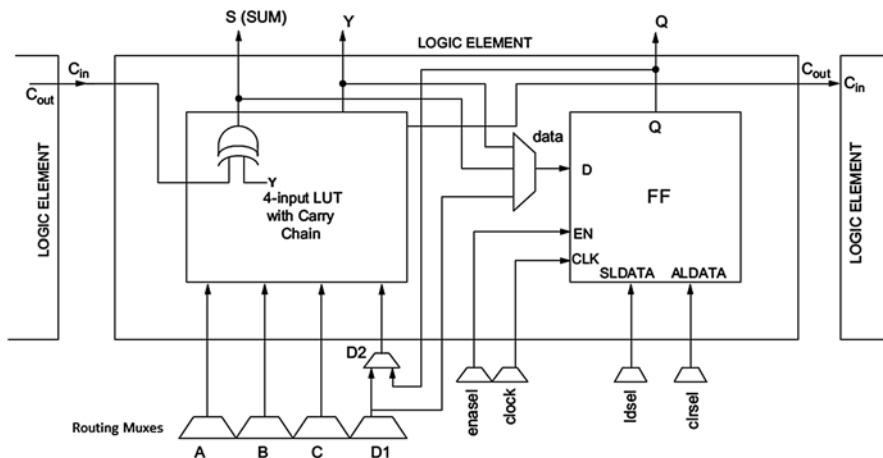 S (SUM)
Y
Q
LOGIC ELEMENT
Cin
Cout
Cout
Cin
LOGIC ELEMENT
Y
4-input LUT
with Carry
Chain
data
Q
D
FF
EN
CLK
SLDATA
ALDATA
LOGIC ELEMENT
D2
enasel
clock
ldsel
clrsel
Routing Muxes
A
B
C
D1